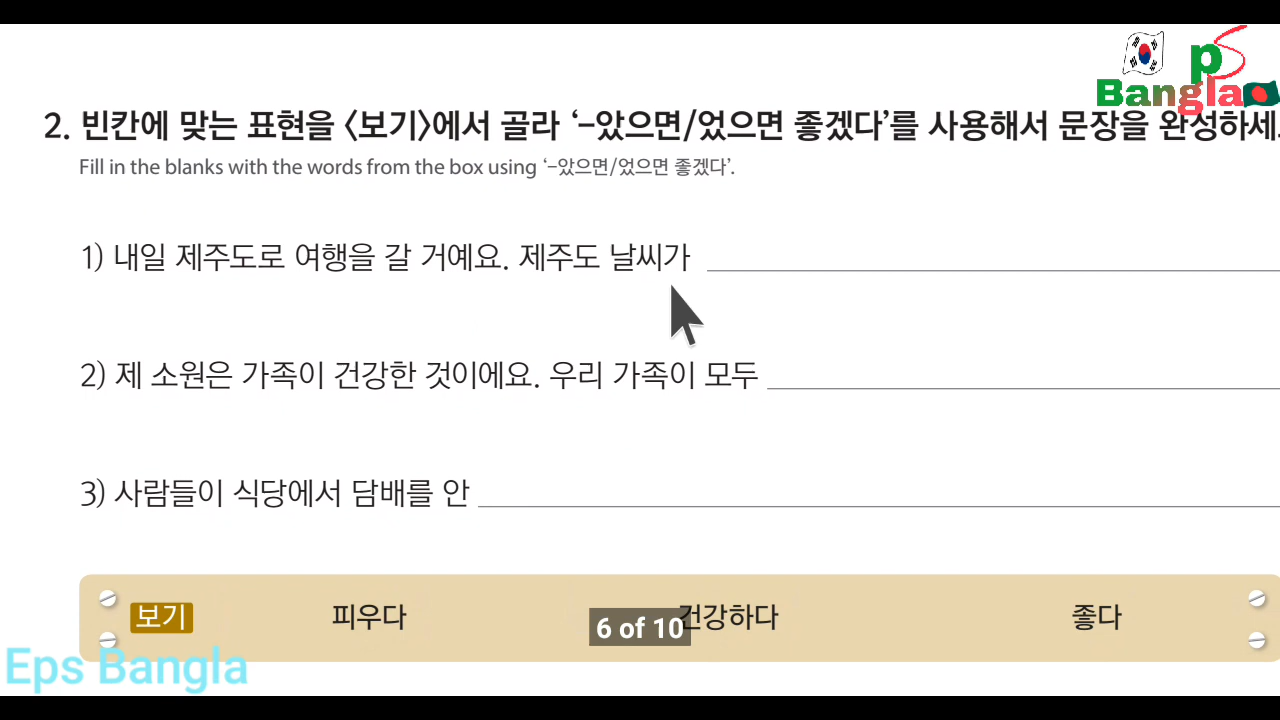 pS
Bangla
2. 빈칸에 맞는 표현을 〈보기〉에서 골라 ‘-았으면/었으면 좋겠다’를 사용해서 문장을 완성하세
Fill in the blanks with the words from the box using ‘-았으면/었으면 좋겠다’.
1) 내일 제주도로 여행을 갈 거예요. 제주도 날씨가
2) 제 소원은 가족이 건강한 것이에요. 우리 가족이 모두
3) 사람들이 식당에서 담배를 안
보기 피우다 건강하다 좋다
6 of 10
Eps Bangla